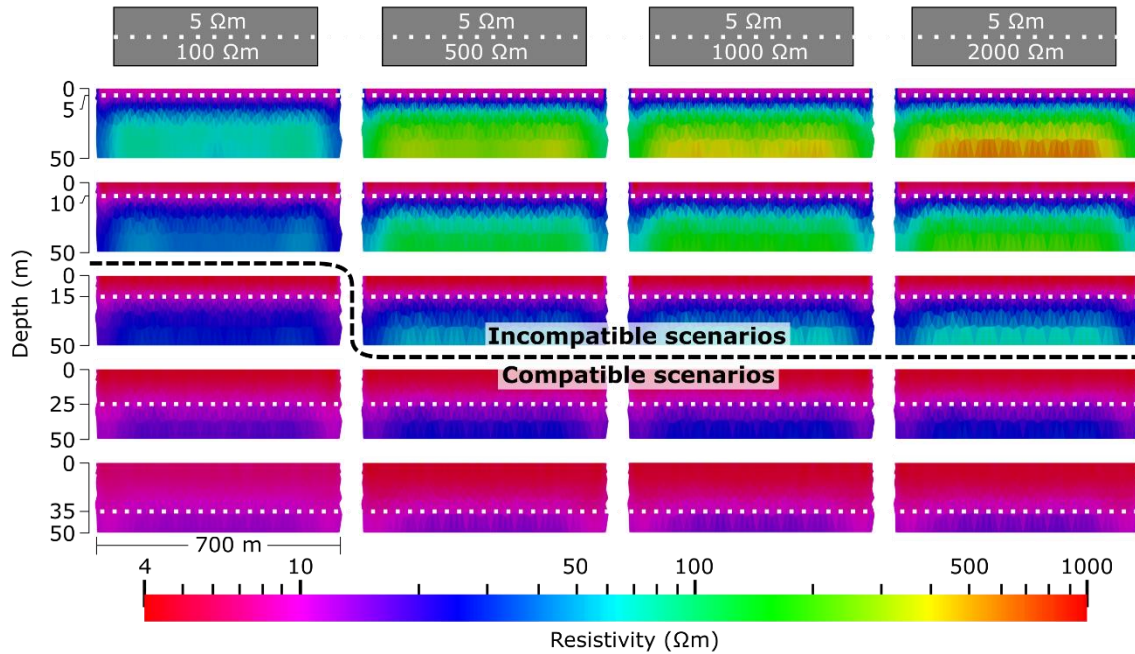 5 Ωm 5 Ωm 5 Ωm 5 Ωm
100 Ωm 500 Ωm 1000 Ωm 2000 Ωm
0
5
50
0
10
50
Depth (m)
0
15
50
Incompatible scenarios
Compatible scenarios
0
25
50
0
35
50
700 m
4 10 50 100 500 1000
Resistivity (Ωm)